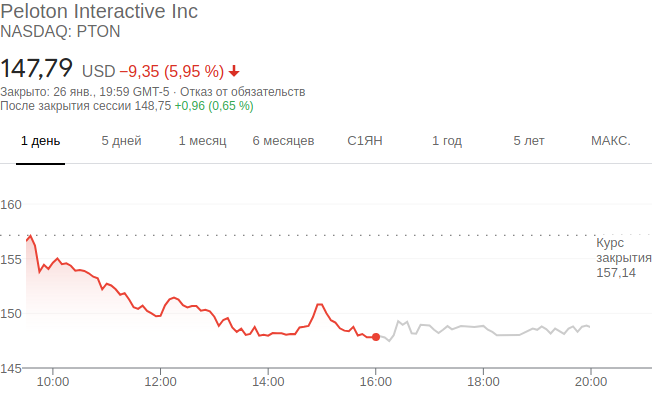 Peloton Interactive Inc
NASDAQ: PTON
147,79 USD −9,35 (5,95 %)
Закрыто: 26 янв., 19:59 GMT-5 · Отказ от обязательств
После закрытия сессии 148,75 +0,96 (0,65 %)
1 день 5 дней 1 месяц 6 месяцев С1ЯН 1 год 5 лет МАКС.
160
155
150
145
Курс
закрытия
157,14
10:00 12:00 14:00 16:00 18:00 20:00